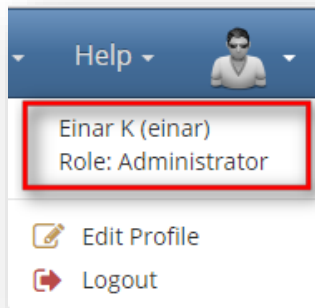 Help
Einar K (einar)
Role: Administrator
Edit Profile
Logout